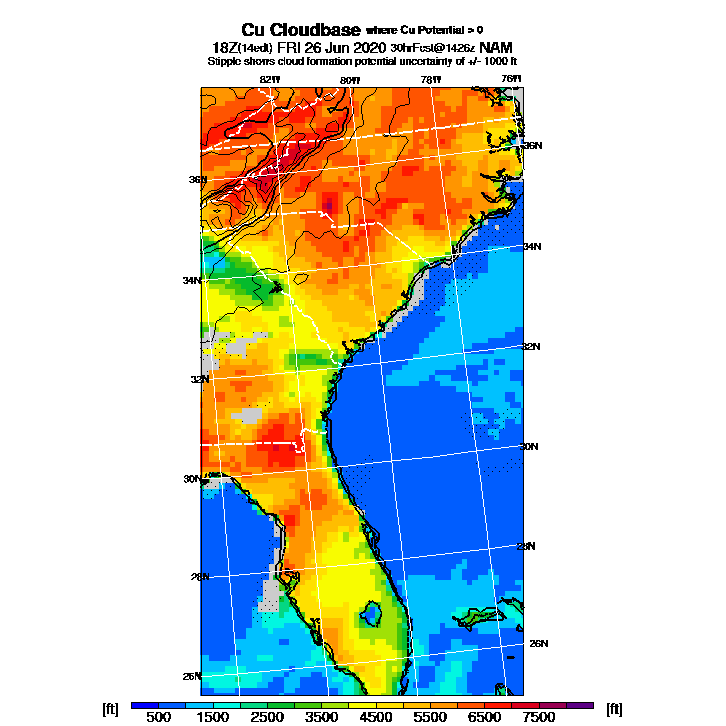 Cu Cloudbase where Cu Potential > 0
18Z(14edt) FRI 26 Jun 2020 30hrFcst@1426z NAM
Stipple shows cloud formation potential uncertainty of +/- 1000 ft
82W 80W 78W 76W
36N
36N
34N
34N
32N
32N
30N
30N
28N
28N
26N
26N
[ft] 500 1500 2500 3500 4500 5500 6500 7500 [ft]